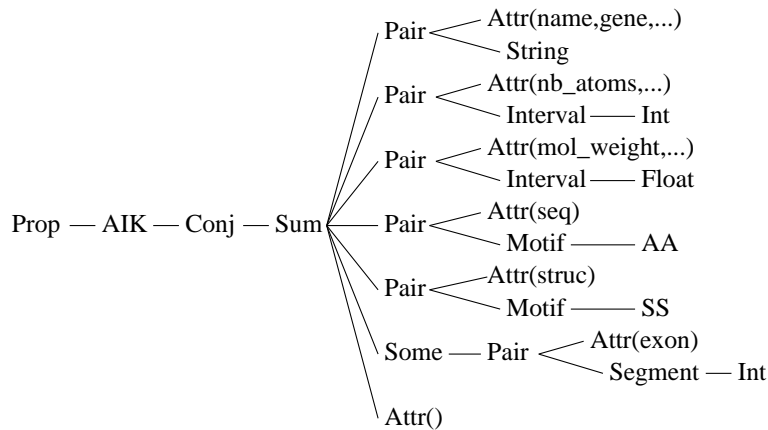 Attr(name,gene,...)
Pair
String
Attr(nb_atoms,...)
Pair
Interval Int
Attr(mol_weight,...)
Pair
Interval Float
Attr(seq)
Prop AIK Conj Sum Pair
Motif AA
Attr(struc)
Pair
Motif SS
Attr(exon)
Some Pair
Segment Int
Attr()